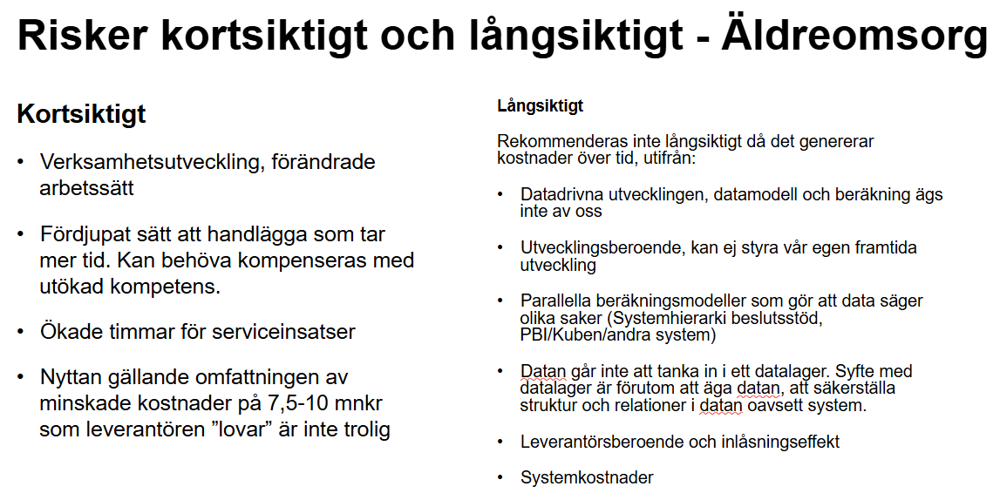 Risker kortsiktigt och långsiktigt - Äldreomsorg
Kortsiktigt
• Verksamhetsutveckling, förändrade
arbetssätt
• Fördjupat sätt att handlägga som tar
mer tid. Kan behöva kompenseras med
utökad kompetens.
• Ökade timmar för serviceinsatser
• Nyttan gällande omfattningen av
minskade kostnader på 7,5-10 mnkr
som leverantören ”lovar” är inte trolig
Långsiktigt
Rekommenderas inte långsiktigt då det genererar
kostnader över tid, utifrån:
• Datadrivna utvecklingen, datamodell och beräkning ägs
inte av oss
• Utvecklingsberoende, kan ej styra vår egen framtida
utveckling
• Parallella beräkningsmodeller som gör att data säger
olika saker (Systemhierarki beslutsstöd,
PBI/Kuben/andra system)
• Datan går inte att tanka in i ett datalager. Syfte med
datalager är förutom att äga datan, att säkerställa
struktur och relationer i datan oavsett system.
• Leverantörsberoende och inlåsningseffekt
• Systemkostnader